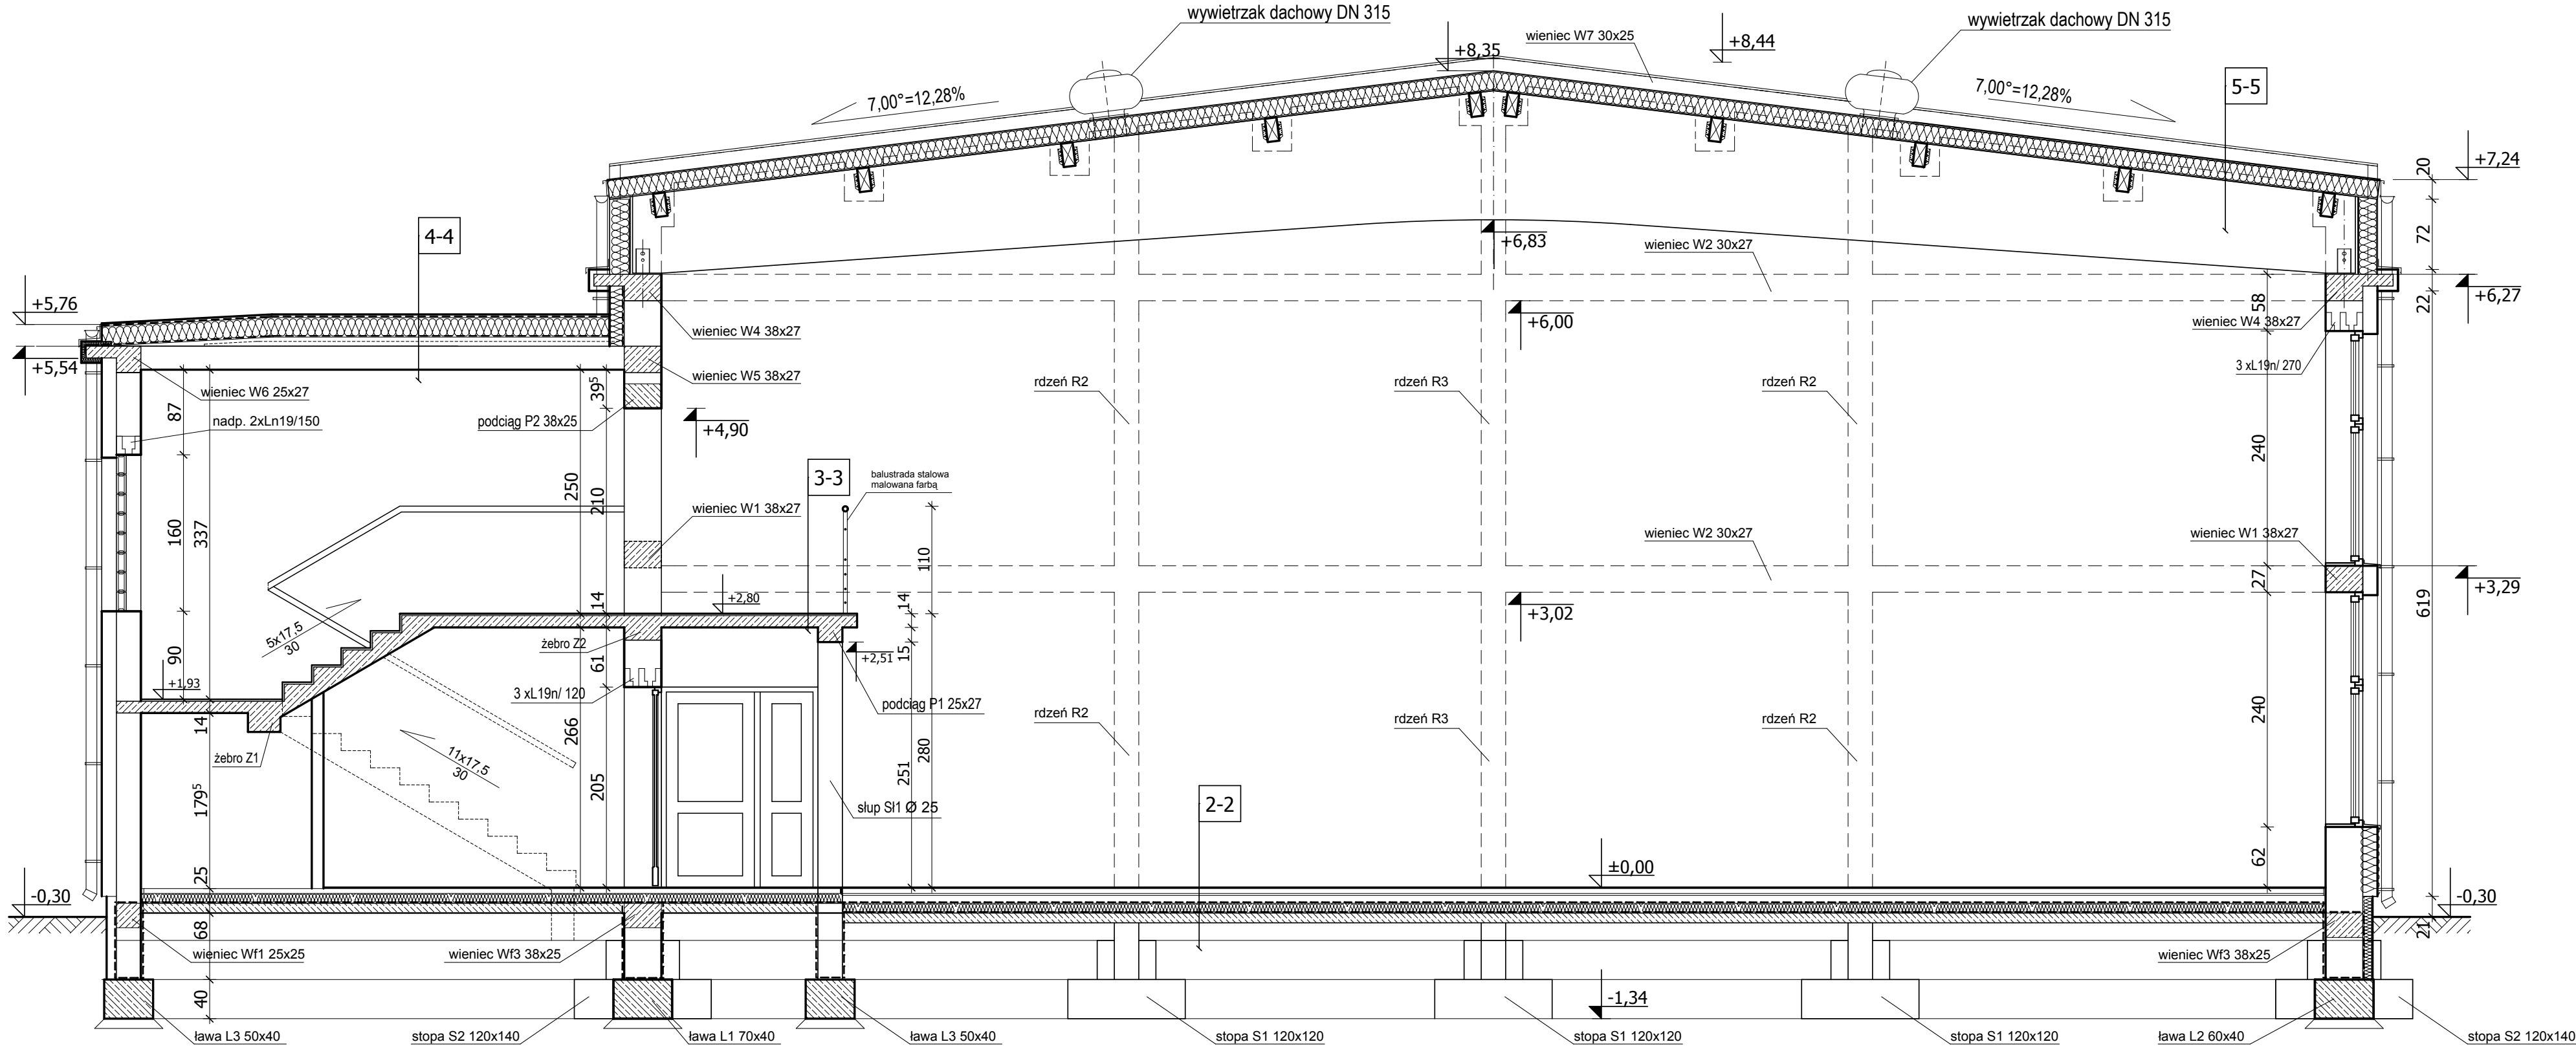 wywietrzak dachowy DN 315
wywietrzak dachowy DN 315
wieniec W7 30x25
+8,35
+8,44
7,00°=12,28%
7,00°=12,28%
5-5
4-4
+7,24
20
72
+6,83
wieniec W2 30x27
+6,27
58
22
+5,76
+5,54
+6,00
wieniec W4 38x27
wieniec W4 38x27
3 xL19n/ 270
wieniec W5 38x27
wieniec W6 25x27
39⁵
87
nadp. 2xLn19/150
podciąg P2 38x25
+4,90
rdzeń R2
rdzeń R3
rdzeń R2
240
3-3
balustrada stalowa
malowana farbą
250
210
160
337
wieniec W1 38x27
wieniec W2 30x27
wieniec W1 38x27
110
27
+3,29
619
+2,80
14
14
+3,02
5x17,5
30
90
żebro Z2
61
15
+2,51
+1,93
3 xL19n/ 120
podciąg P1 25x27
rdzeń R2
rdzeń R3
rdzeń R2
240
14
żebro Z1
11x17,5
30
266
205
280
251
179⁵
słup Sł1 Ø 25
2-2
±0,00
62
25
-0,30
-0,30
68
21
wieniec Wf1 25x25
wieniec Wf3 38x25
wieniec Wf3 38x25
40
-1,34
ława L3 50x40
stopa S2 120x140
ława L1 70x40
ława L3 50x40
stopa S1 120x120
stopa S1 120x120
stopa S1 120x120
ława L2 60x40
stopa S2 120x140